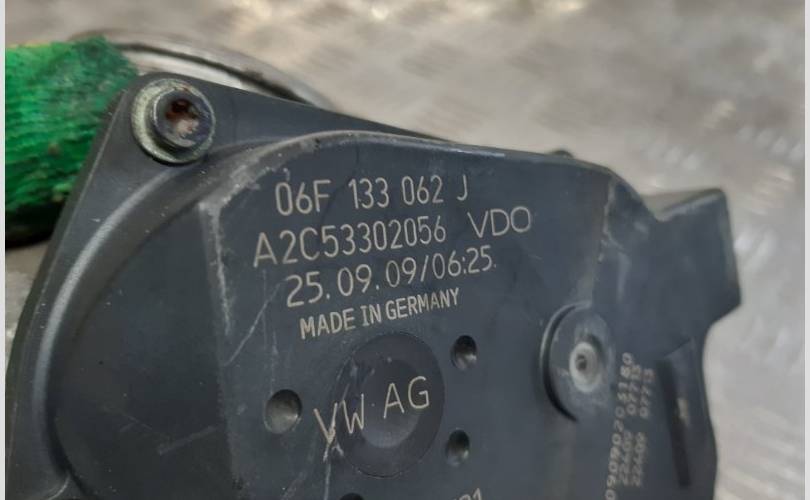 06F 133 062 J
A2C53302056 VDO
25.09.09/06:25
MADE IN GERMANY
VW AG